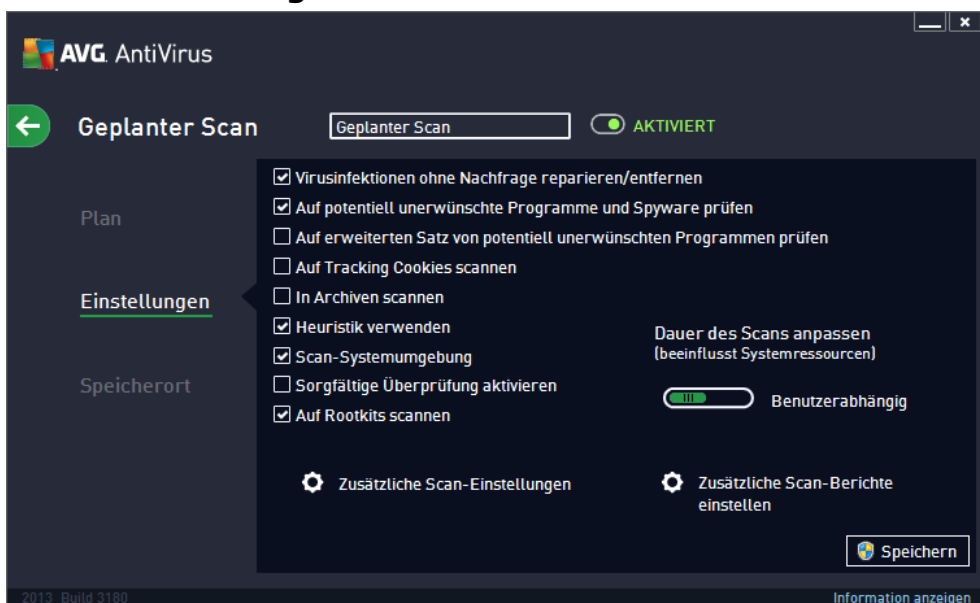 AVG. AntiVirus
Geplanter Scan
Geplanter Scan
AKTIVIERT
Plan
Einstellungen
Speicherort
Virusinfektionen ohne Nachfrage reparieren/entfernen
Auf potentiell unerwünschte Programme und Spyware prüfen
Auf erweiterten Satz von potentiell unerwünschten Programmen prüfen
Auf Tracking Cookies scannen
In Archiven scannen
Heuristik verwenden
Scan-Systemumgebung
Sorgfältige Überprüfung aktivieren
Auf Rootkits scannen
Dauer des Scans anpassen
(beeinflusst Systemressourcen)
Benutzerabhängig
Zusätzliche Scan-Einstellungen
Zusätzliche Scan-Berichte
einstellen
Speichern
2013 Build 3180
Information anzeigen